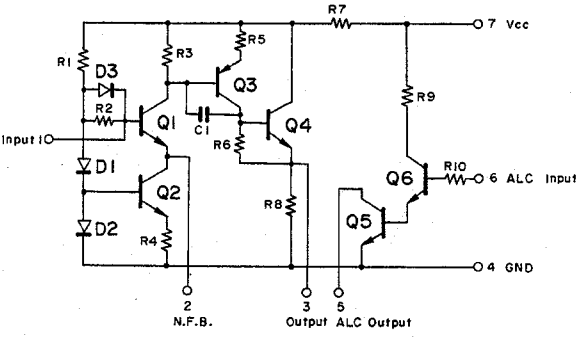 R7
7 Vcc
R1
R3
R5
D3
Q3
R9
R2
Q1
C1
Q4
Input 1
R6
R10
D1
Q6
6 ALC Input
Q2
R8
Q5
D2
R4
4 GND
2
3
5
N.F.B.
Output
ALC Output